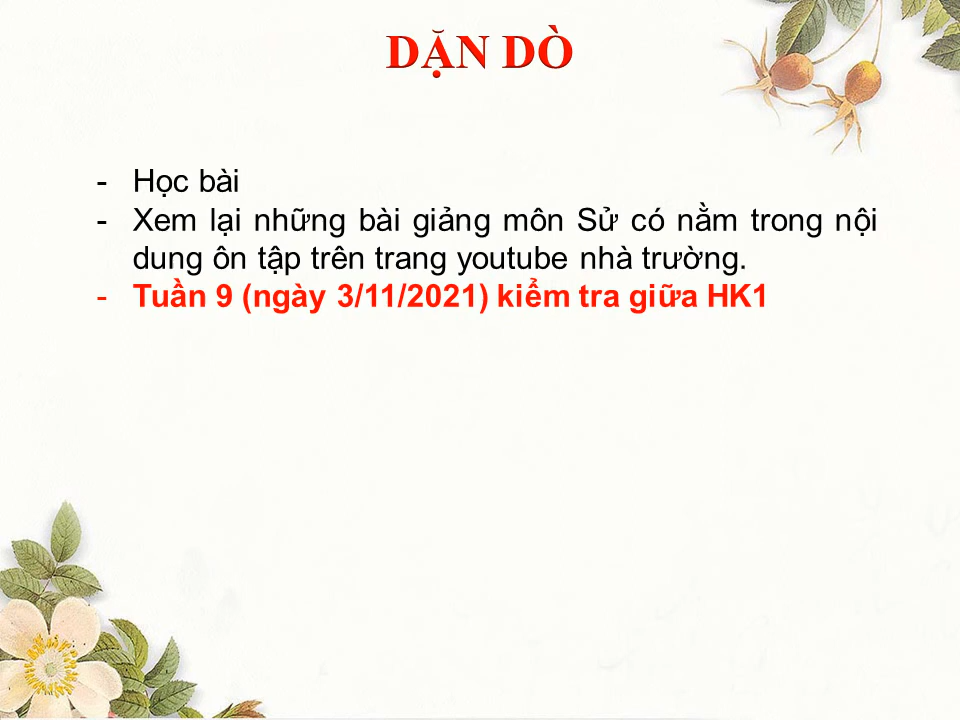 DẶN DÒ
- Học bài
- Xem lại những bài giảng môn Sử có nằm trong nội
dung ôn tập trên trang youtube nhà trường.
- Tuần 9 (ngày 3/11/2021) kiểm tra giữa HK1